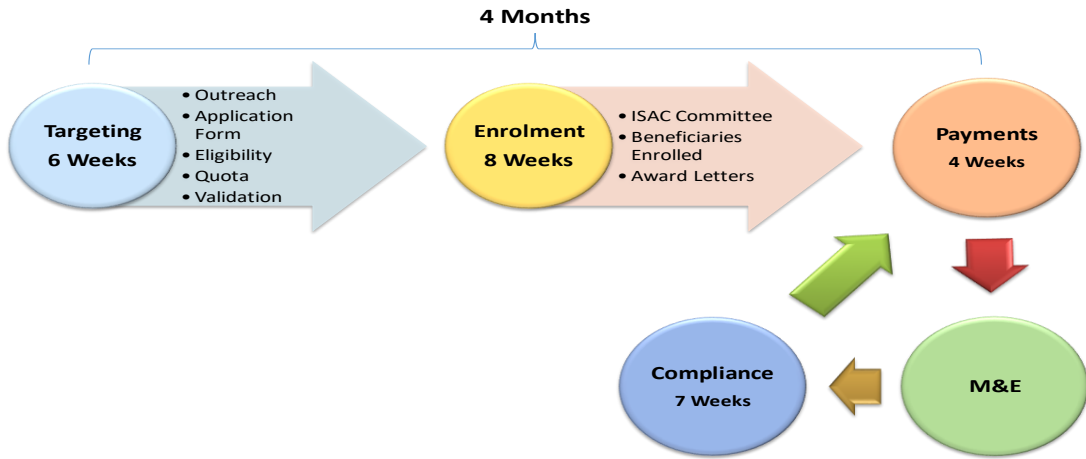 4 Months
Targeting
6 Weeks
• Outreach
• Application
Form
• Eligibility
• Quota
• Validation
Enrolment
8 Weeks
• ISAC Committee
• Beneficiaries
Enrolled
• Award Letters
Payments
4 Weeks
Compliance
7 Weeks
M&E